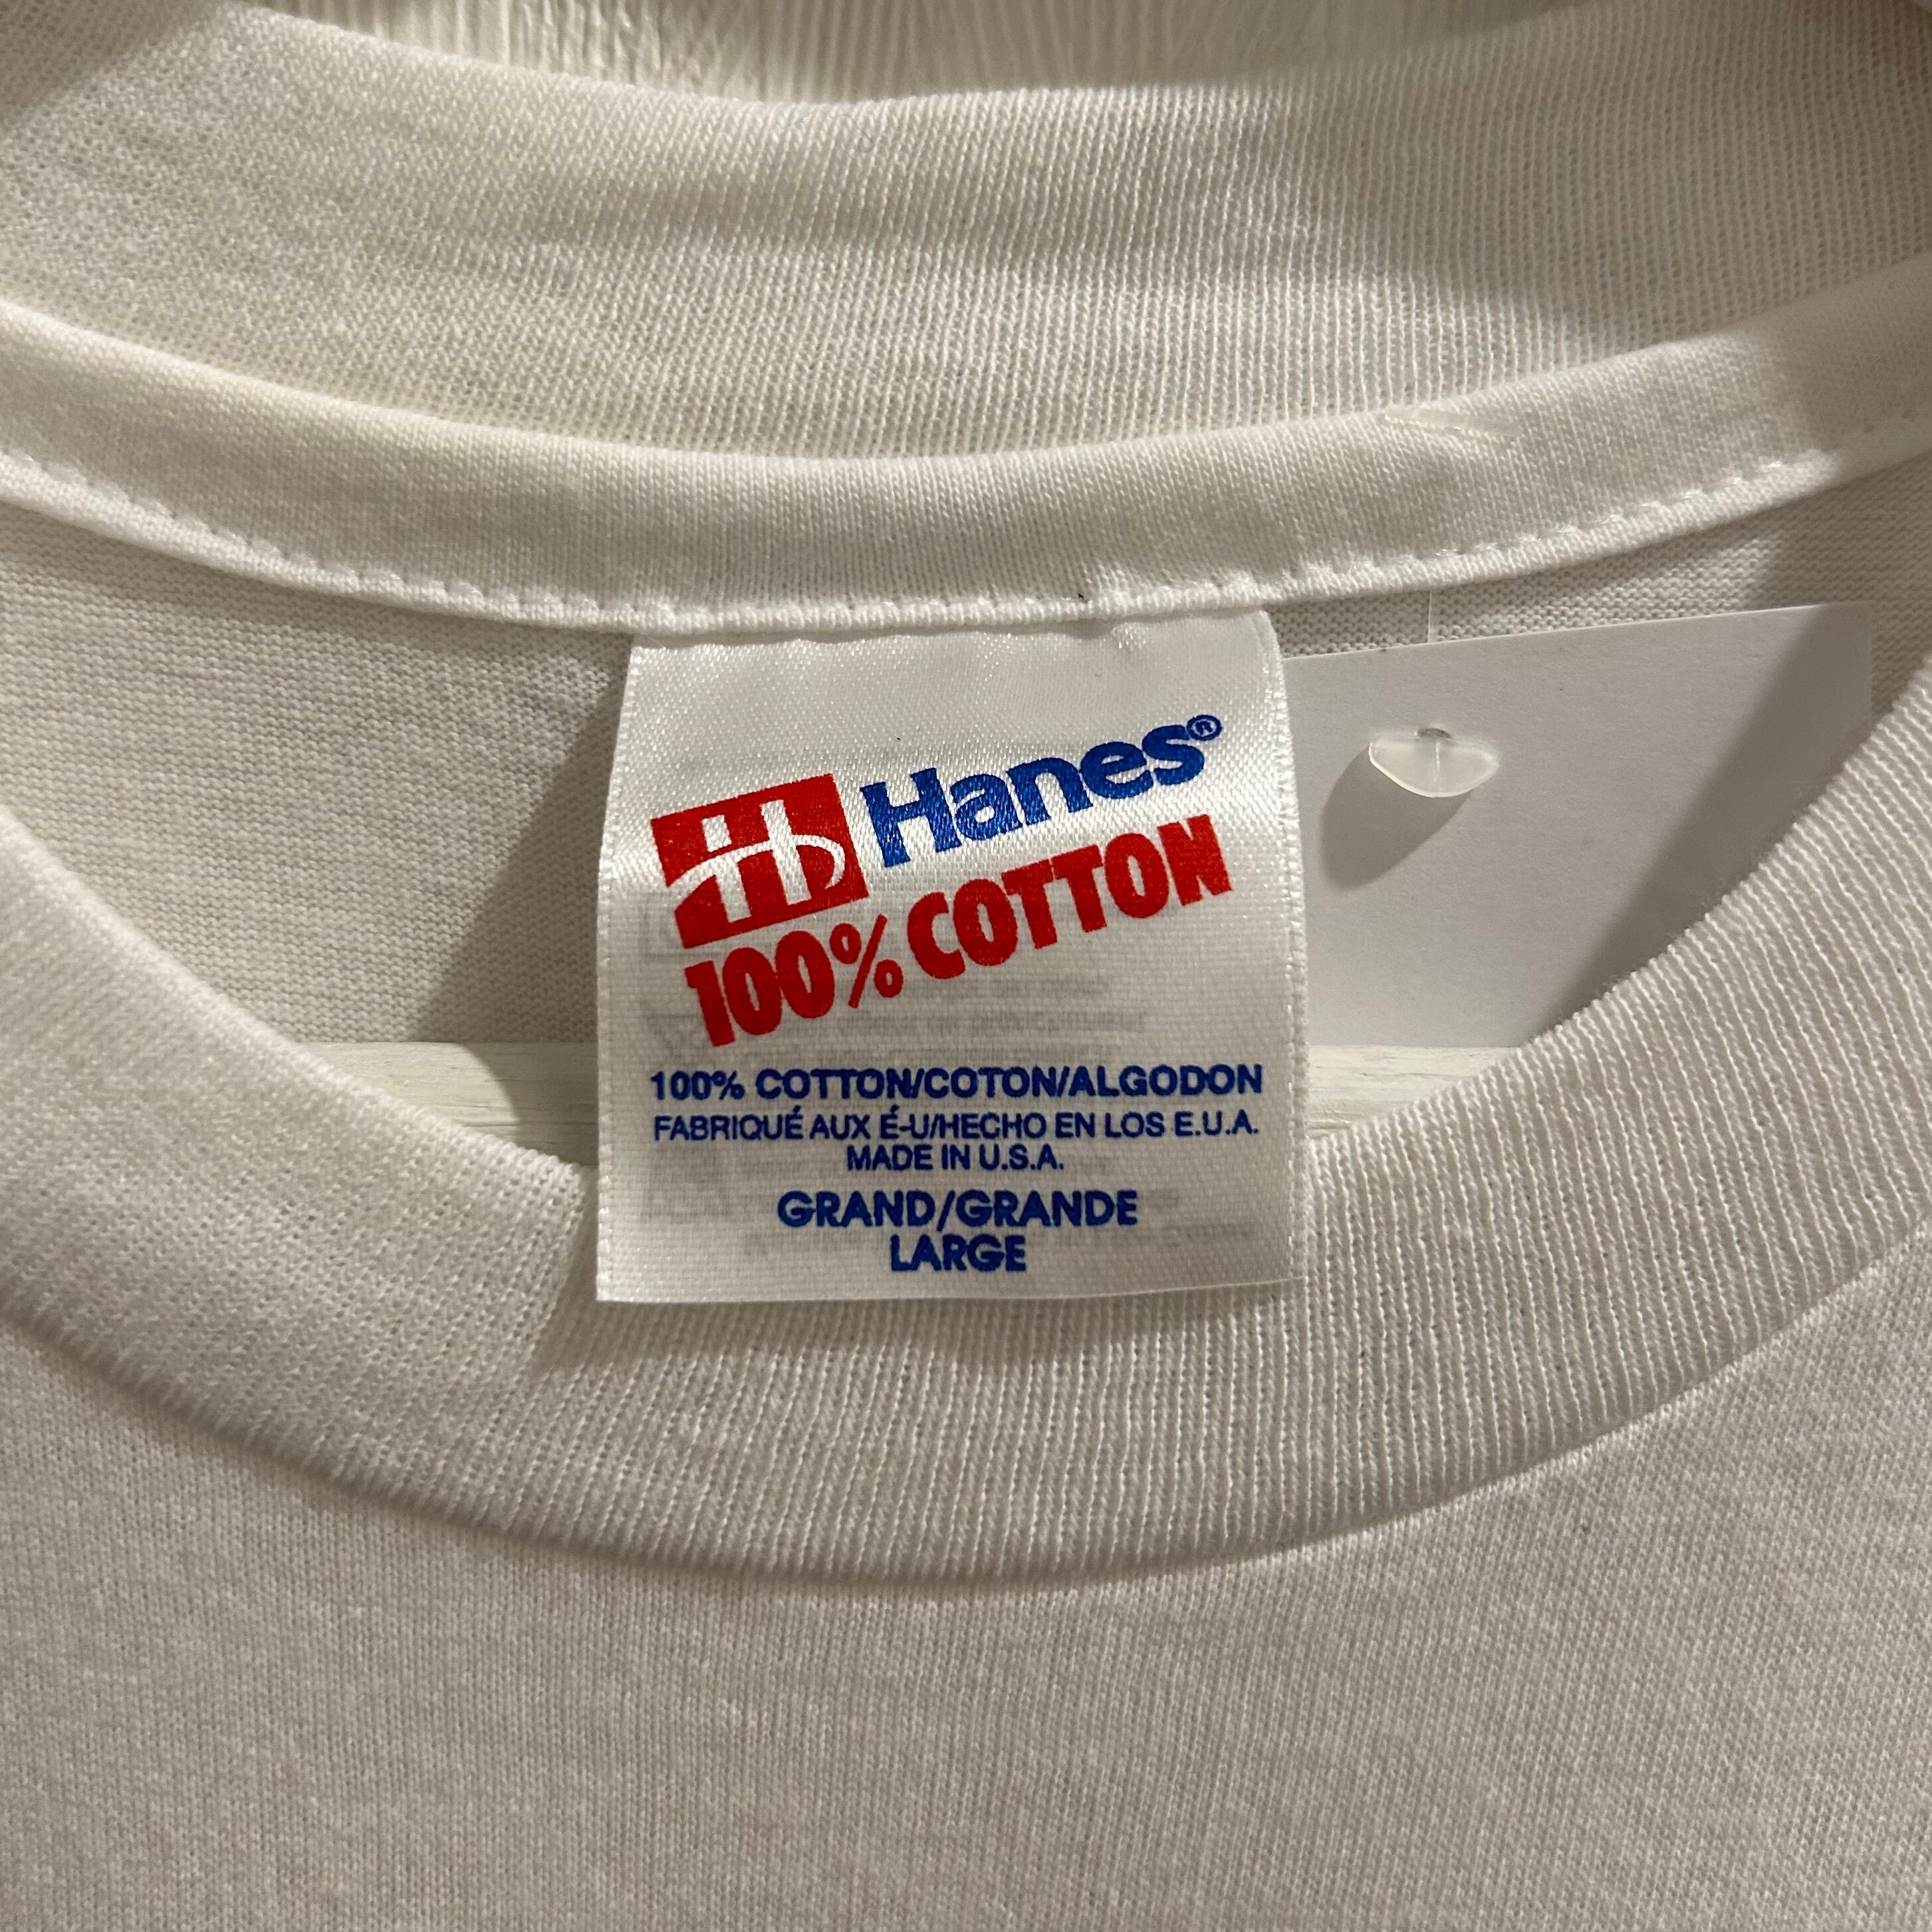 Hanes®
100% COTTON
100% COTTON/COTON/ALGODON
FABRIQUÉ AUX É-U/HECHO EN LOS E.U.A.
MADE IN U.S.A.
GRAND/GRANDE
LARGE